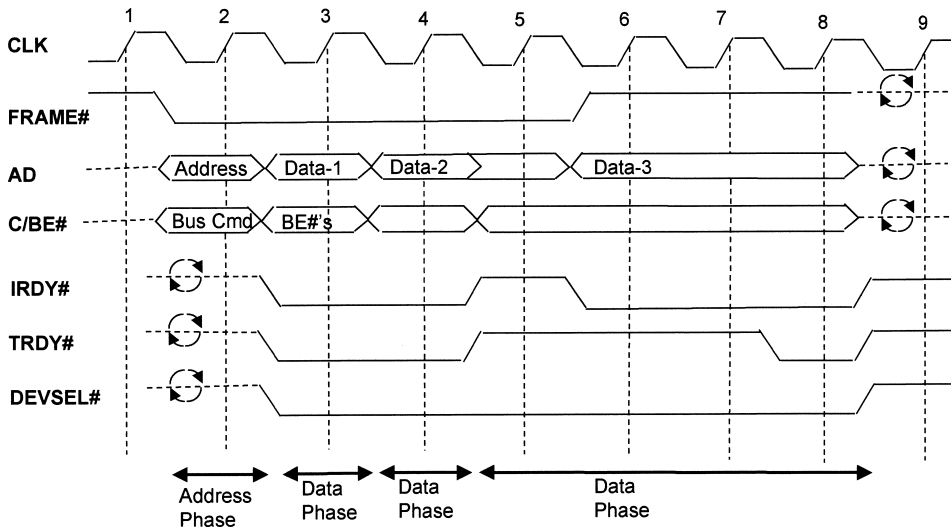 1 2 3 4 5 6 7 8 9
CLK
FRAME#
AD
Address
Data-1
Data-2
Data-3
C/BE#
Bus Cmd
BE#'s
IRDY#
TRDY#
DEVSEL#
Address
Phase
Data
Phase
Data
Phase
Data
Phase